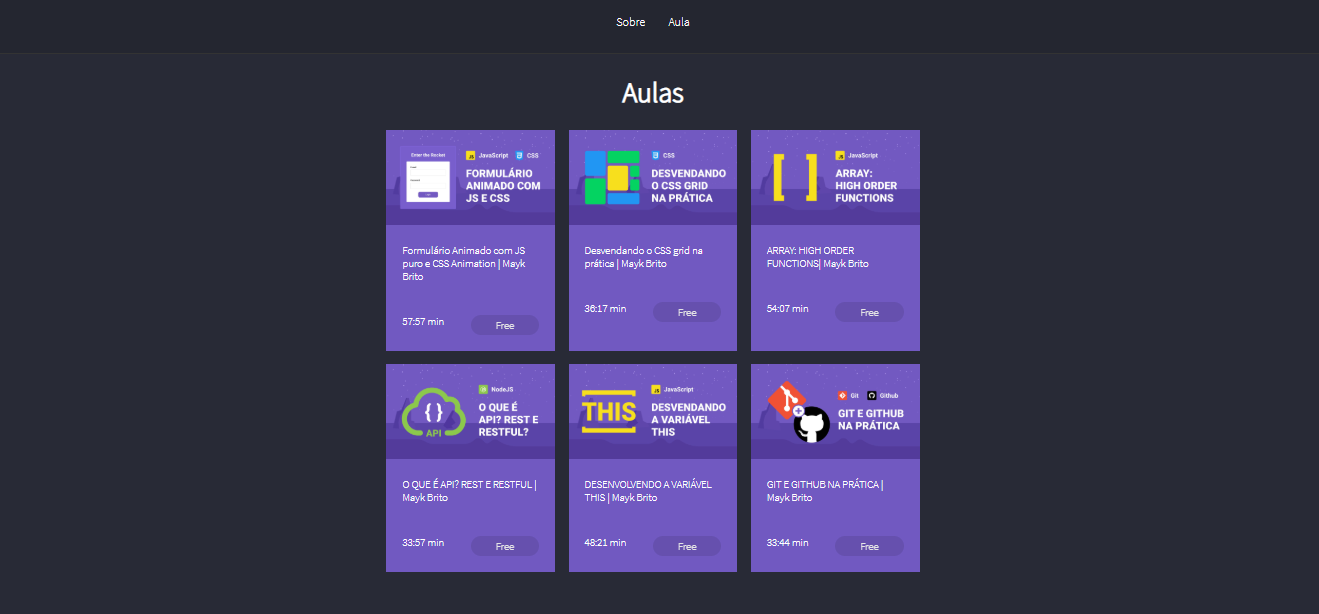 Sobre Aula
Aulas
Enter the Rocket
JavaScript CSS
FORMULÁRIO
ANIMADO COM
JS E CSS
Formulário Animado com JS
puro e CSS Animation | Mayk
Brito
57:57 min Free
CSS
DESVENDANDO
O CSS GRID
NA PRÁTICA
Desvendando o CSS grid na
prática | Mayk Brito
36:17 min Free
[ ]
JavaScript
ARRAY:
HIGH ORDER
FUNCTIONS
ARRAY: HIGH ORDER
FUNCTIONS| Mayk Brito
54:07 min Free
{ }
API
NodeJS
O QUE É
API? REST E
RESTFUL?
O QUE É API? REST E RESTFUL |
Mayk Brito
33:57 min Free
THIS
JavaScript
DESVENDANDO
A VARIÁVEL
THIS
DESENVOLVENDO A VARIÁVEL
THIS | Mayk Brito
48:21 min Free
Git Github
GIT E GITHUB
NA PRÁTICA
GIT E GITHUB NA PRÁTICA |
Mayk Brito
33:44 min Free